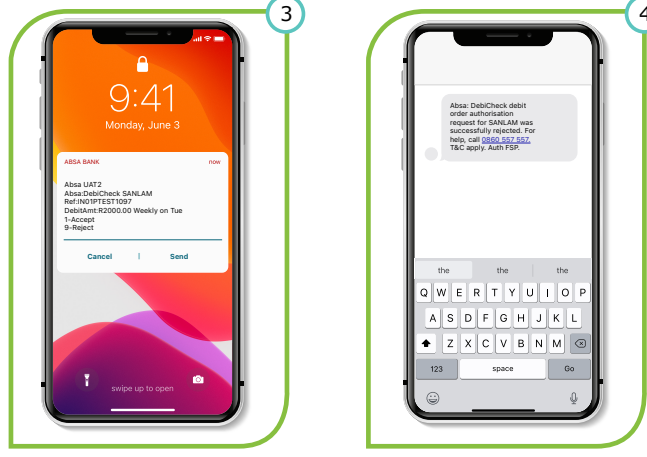 3
9:41
Monday, June 3
ABSA BANK now
Absa UAT2
Absa:DebiCheck SANLAM
Ref:IN01PTEST1097
DebitAmt:R2000.00 Weekly on Tue
1-Accept
9-Reject
Cancel | Send
swipe up to open
4
Absa: DebiCheck debit
order authorisation
request for SANLAM was
successfully rejected. For
help, call 0860 557 557.
T&C apply. Auth FSP.
the the the
Q W E R T Y U I O P
A S D F G H J K L
Z X C V B N M
123 space Go